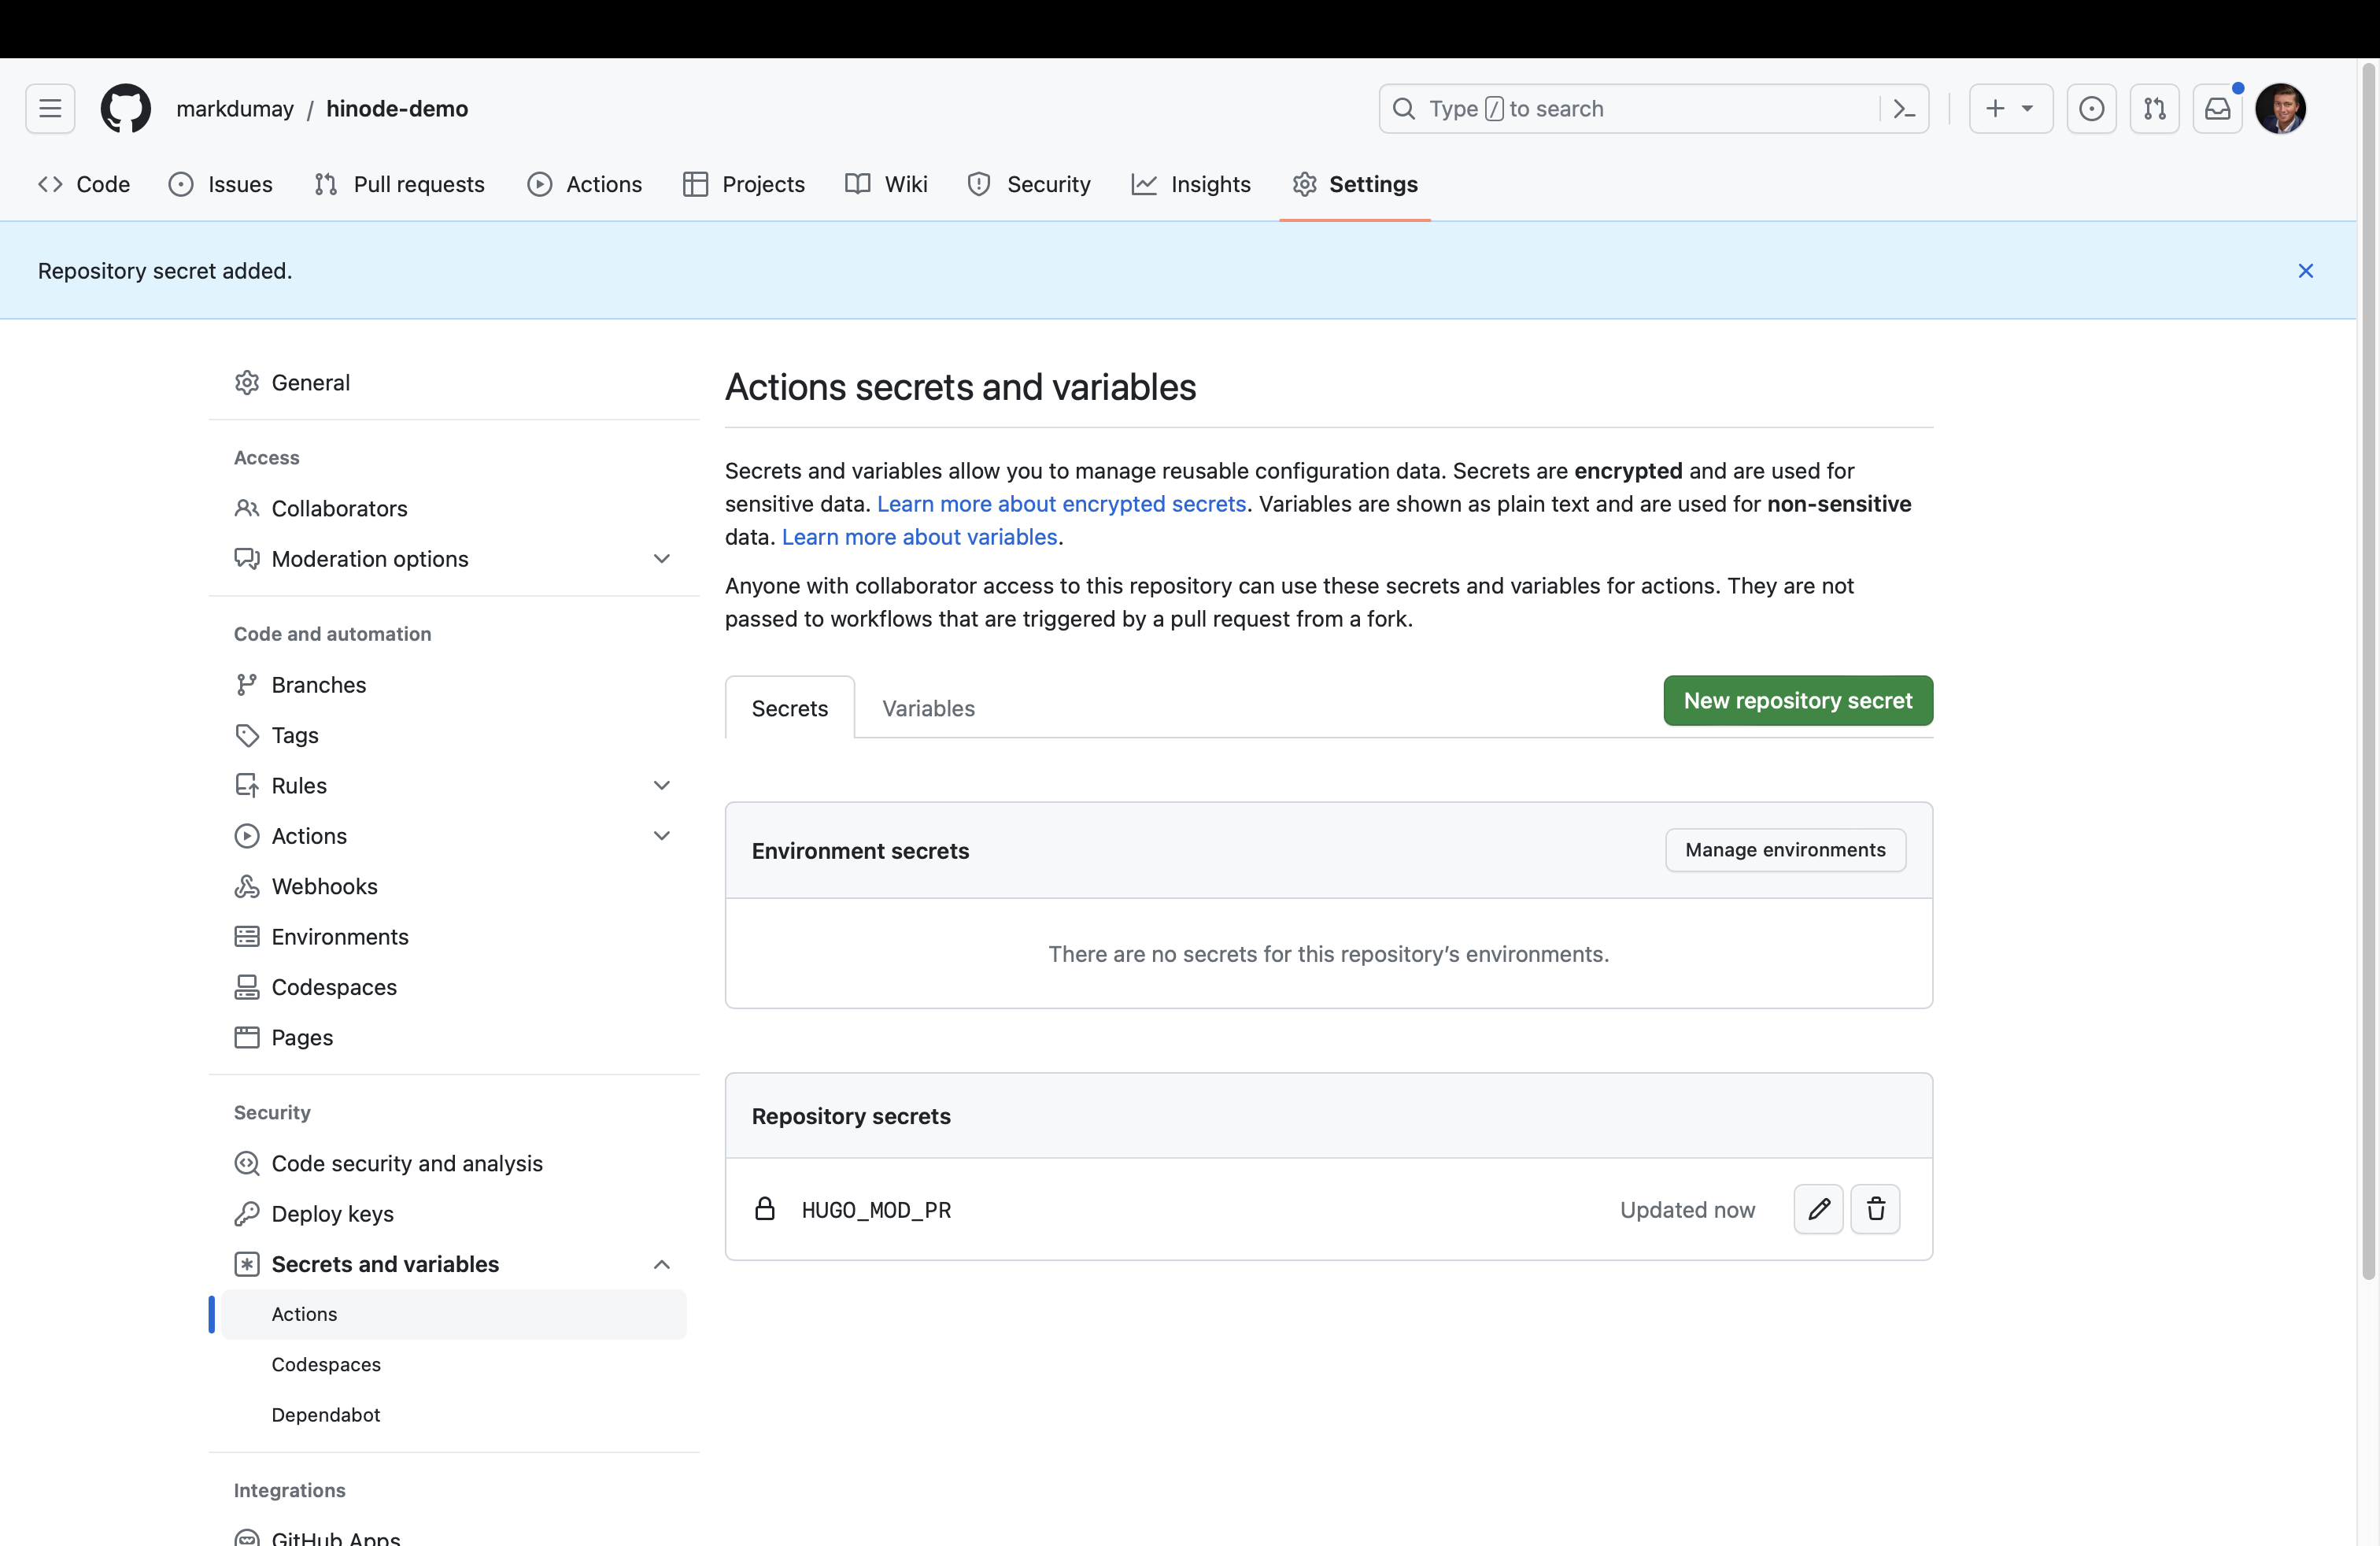 markdumay / hinode-demo
Type / to search
Code
Issues
Pull requests
Actions
Projects
Wiki
Security
Insights
Settings
Repository secret added.
General
Access
Collaborators
Moderation options
Code and automation
Branches
Tags
Rules
Actions
Webhooks
Environments
Codespaces
Pages
Security
Code security and analysis
Deploy keys
Secrets and variables
Actions
Codespaces
Dependabot
Integrations
GitHub Apps
Actions secrets and variables
Secrets and variables allow you to manage reusable configuration data. Secrets are encrypted and are used for
sensitive data. Learn more about encrypted secrets. Variables are shown as plain text and are used for non-sensitive
data. Learn more about variables.
Anyone with collaborator access to this repository can use these secrets and variables for actions. They are not
passed to workflows that are triggered by a pull request from a fork.
Secrets
Variables
New repository secret
Environment secrets
Manage environments
There are no secrets for this repository’s environments.
Repository secrets
HUGO_MOD_PR
Updated now